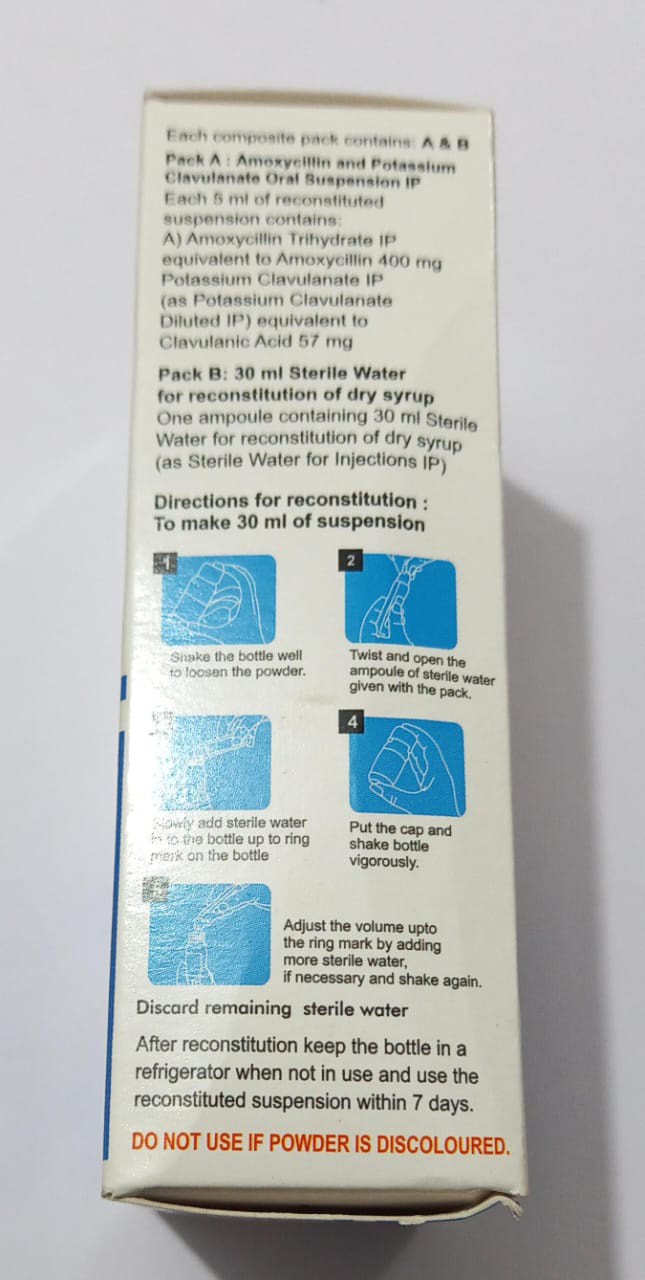 Each composite pack contains: A & B
Pack A : Amoxycillin and Potassium
Clavulanate Oral Suspension IP
Each 5 ml of reconstituted
suspension contains:
A) Amoxycillin Trihydrate IP
equivalent to Amoxycillin 400 mg
Potassium Clavulanate IP
(as Potassium Clavulanate
Diluted IP) equivalent to
Clavulanic Acid 57 mg
Pack B: 30 ml Sterile Water
for reconstitution of dry syrup
One ampoule containing 30 ml Sterile
Water for reconstitution of dry syrup
(as Sterile Water for Injections IP)
Directions for reconstitution :
To make 30 ml of suspension
1
Shake the bottle well
to loosen the powder.
2
Twist and open the
ampoule of sterile water
given with the pack.
Slowly add sterile water
in to the bottle up to ring
mark on the bottle
4
Put the cap and
shake bottle
vigorously.
Adjust the volume upto
the ring mark by adding
more sterile water,
if necessary and shake again.
Discard remaining sterile water
After reconstitution keep the bottle in a
refrigerator when not in use and use the
reconstituted suspension within 7 days.
DO NOT USE IF POWDER IS DISCOLOURED.